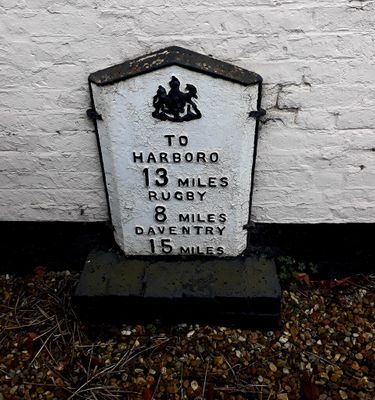 TO
HARBORO
13 MILES
RUGBY
8 MILES
DAVENTRY
15 MILES